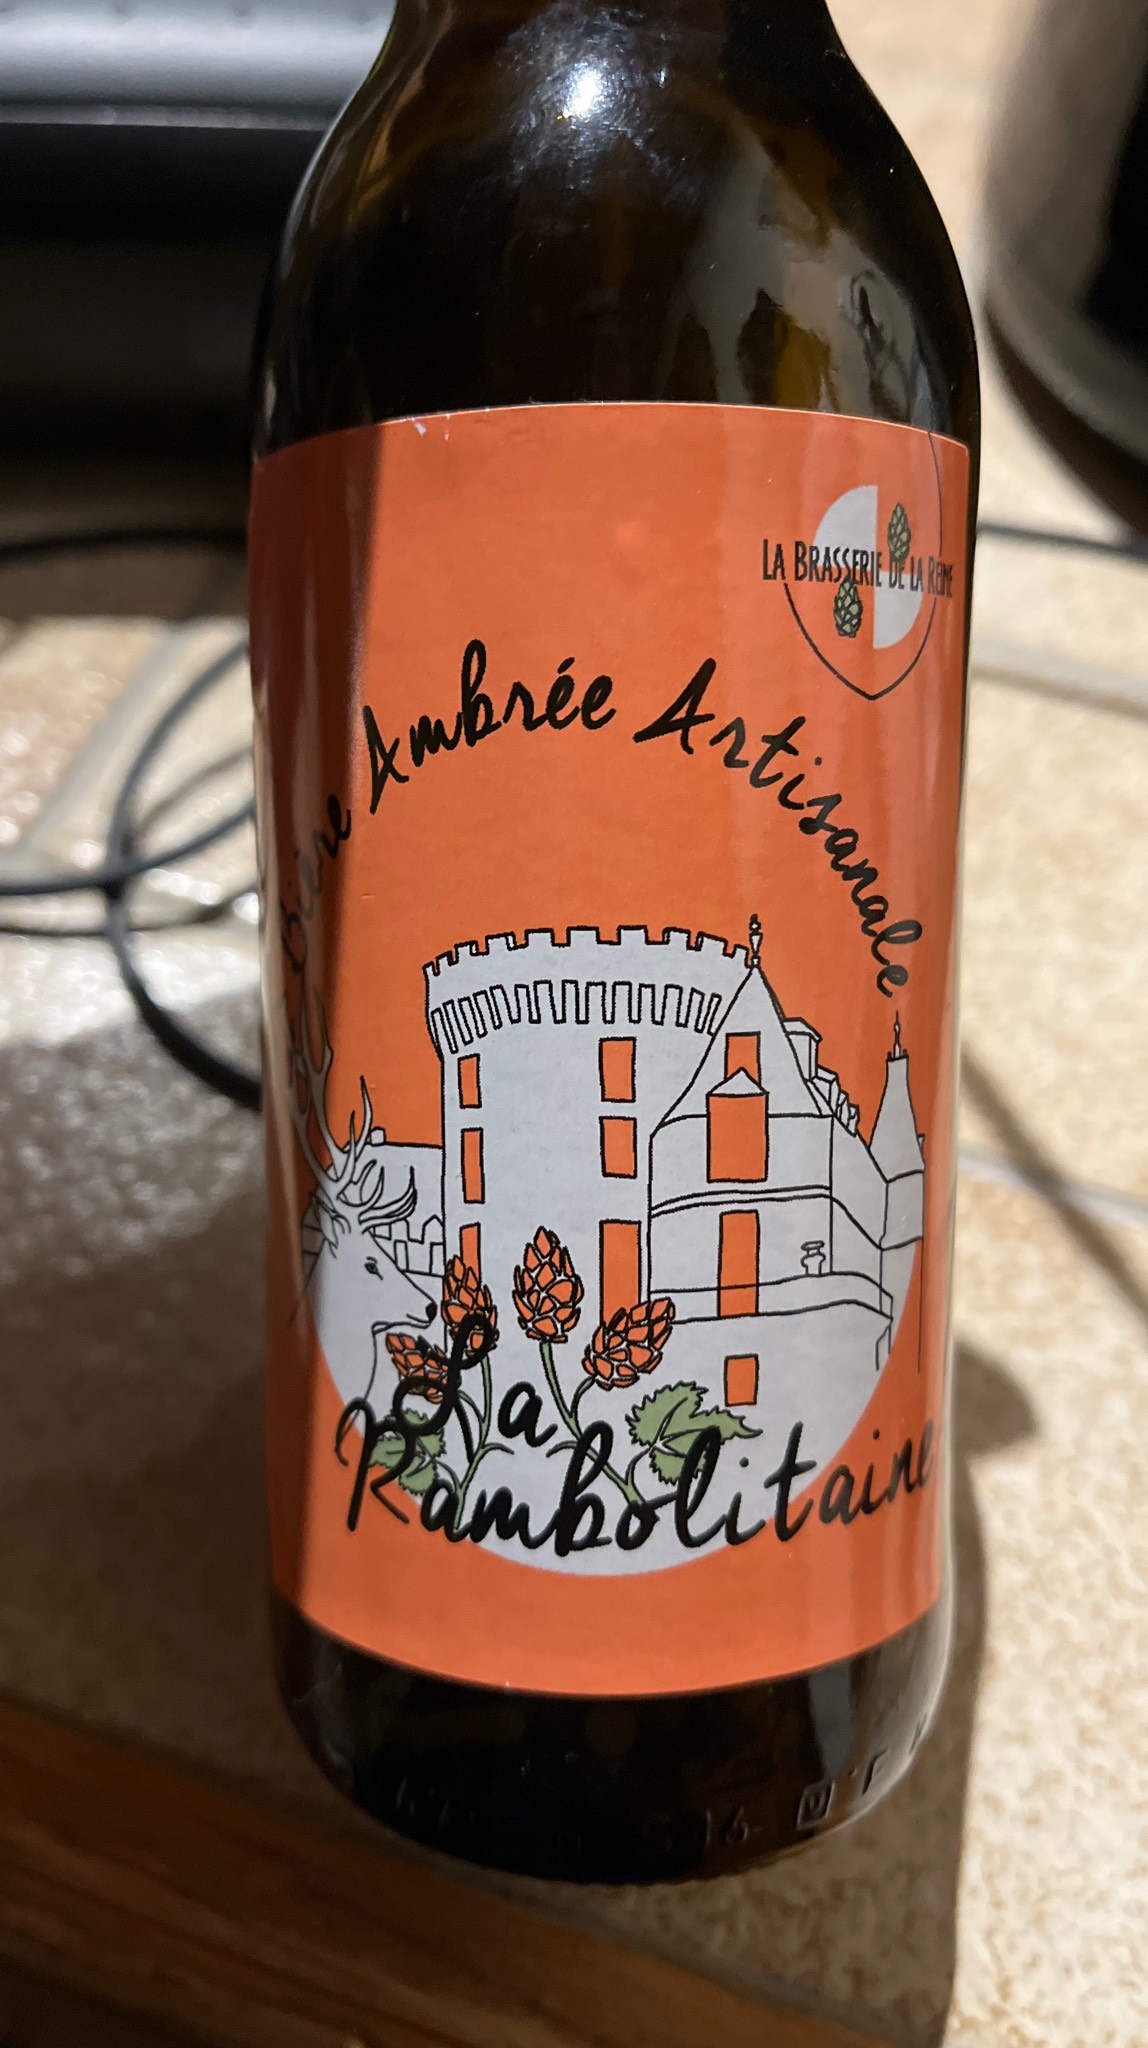 LA BRASSERIE DE LA REINE
Bière Ambrée Artisanale
La
Rambolitaine